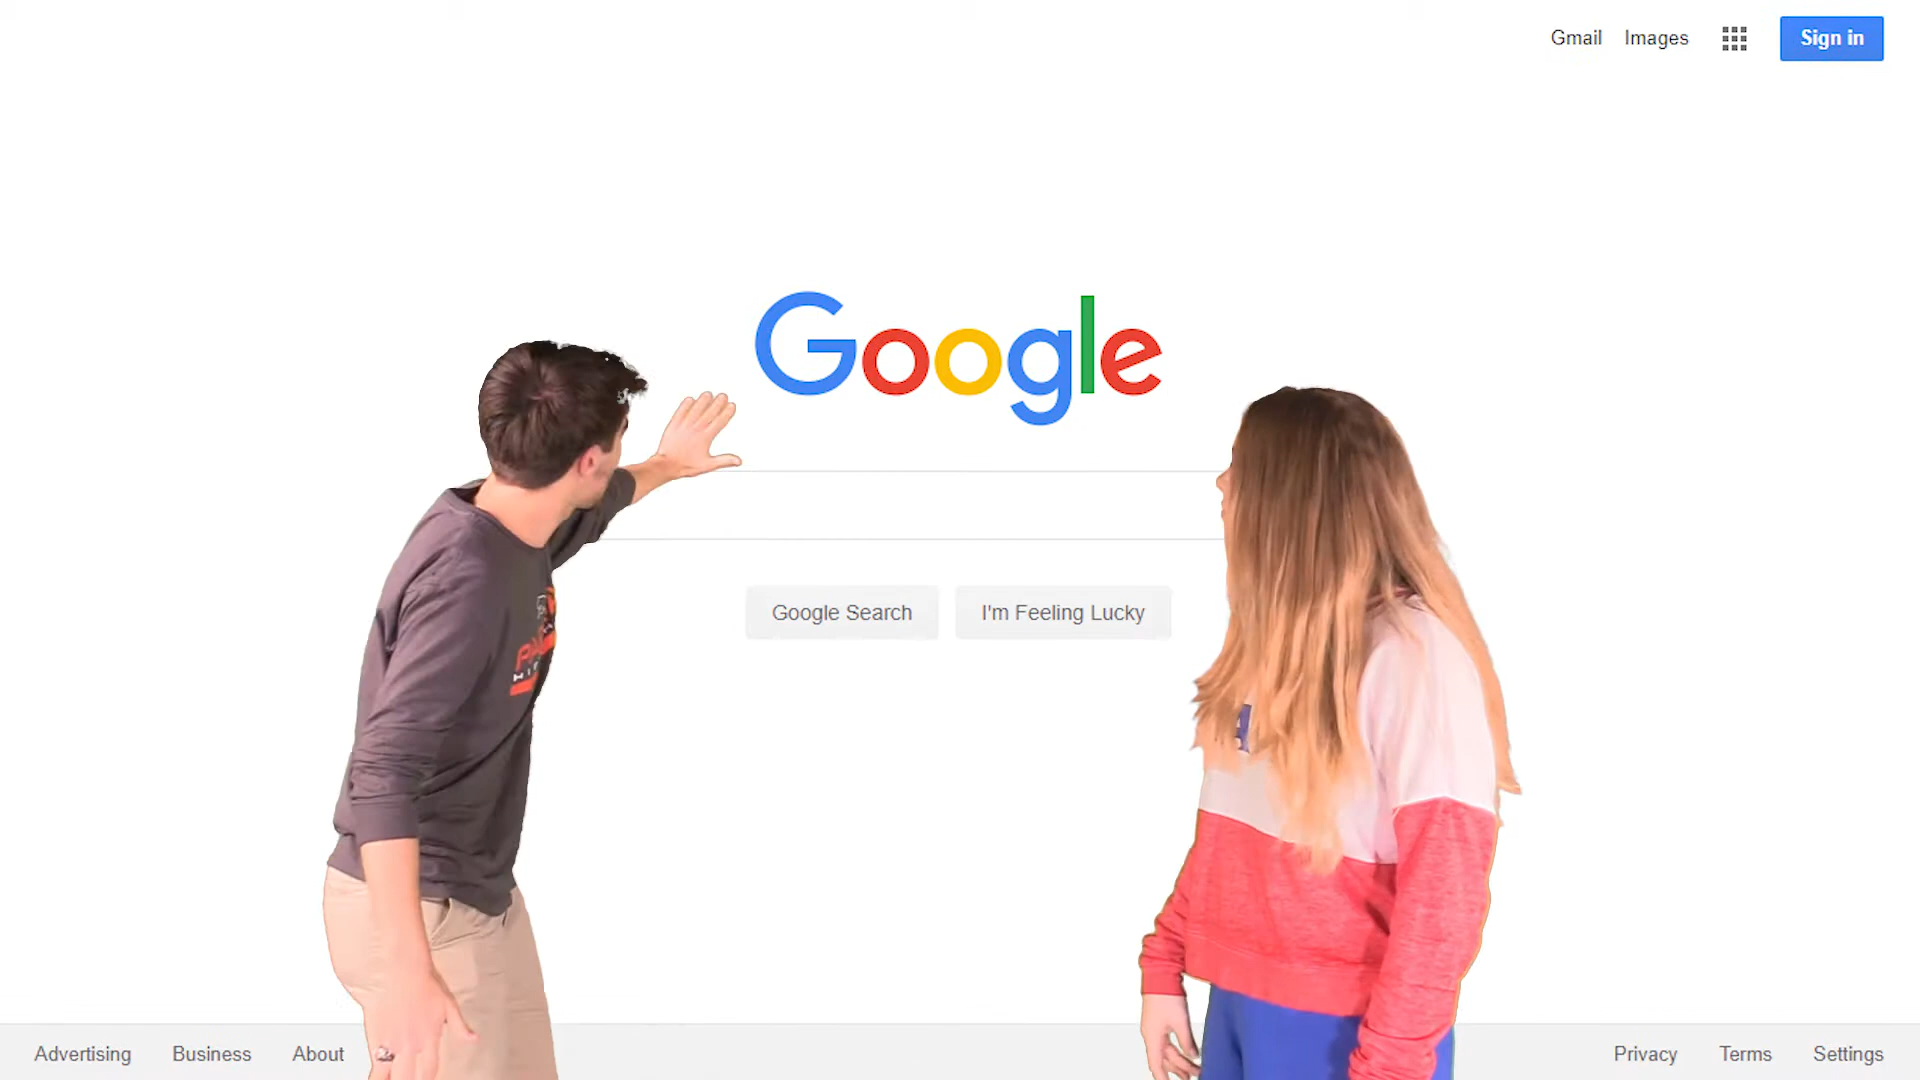 Gmail Images Sign in
Google
Google Search I'm Feeling Lucky
A
Advertising Business About Privacy Terms Settings